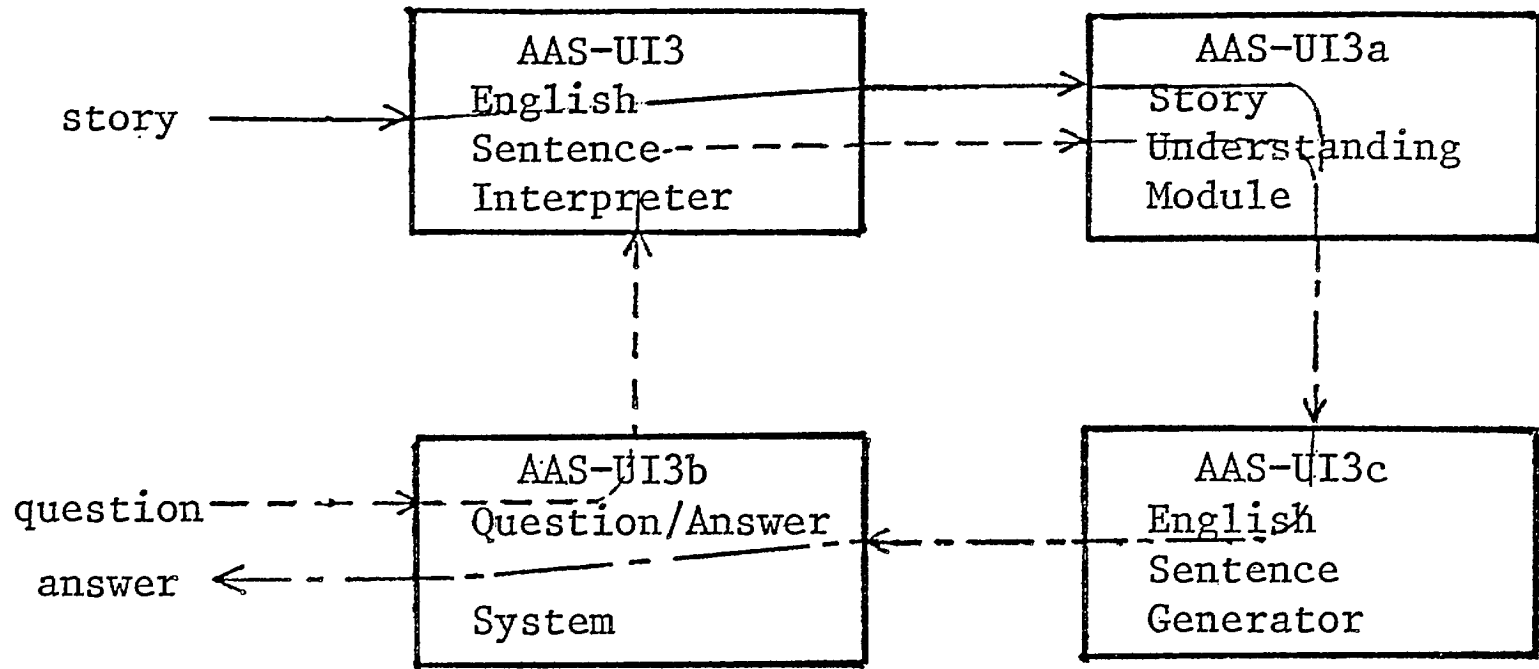 story
AAS-UI3
English
Sentence
Interpreter
AAS-UI3a
Story
Understanding
Module
question
answer
AAS-UI3b
Question/Answer
System
AAS-UI3c
English
Sentence
Generator